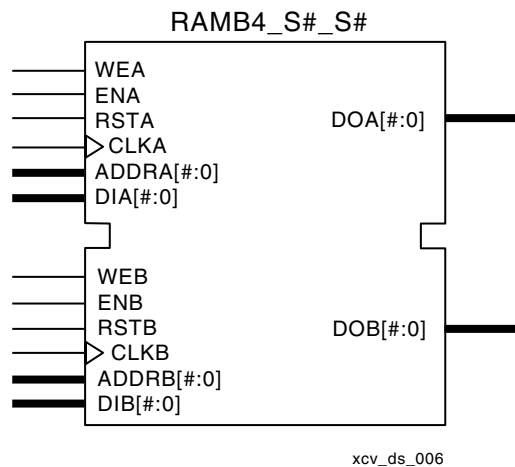 RAMB4_S#_S#
WEA
ENA
RSTA
DOA[#:0]
CLKA
ADDRA[#:0]
DIA[#:0]
WEB
ENB
RSTB
DOB[#:0]
CLKB
ADDRB[#:0]
DIB[#:0]
xcv_ds_006